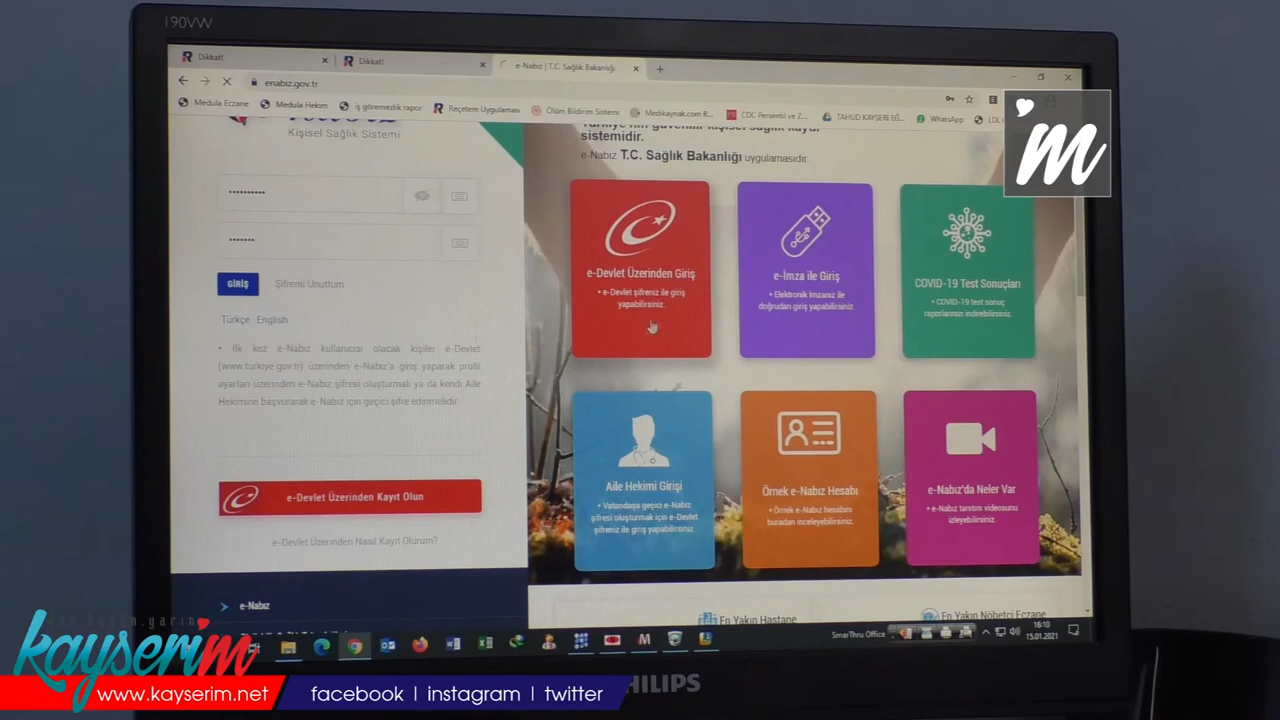 190VW
Dikkat!
Dikkat!
e-Nabız | T.C. Sağlık Bakanlığı
enabiz.gov.tr
Medula Eczane
Medula Hekim
iş göremezlik rapor
Reçetem Uygulaması
Ölüm Bildirim Sistemi
Medikaynak.com R...
CDC Persentil ve Z...
TAHUD KAYSERİ EĞ...
WhatsApp
LDL
'm
Kişisel Sağlık Sistemi
sistemidir.
e-Nabız T.C. Sağlık Bakanlığı uygulamasıdır.
GİRİŞ
Şifremi Unuttum
Türkçe English
• İlk kez e-Nabız kullanıcısı olacak kişiler e-Devlet
(www.turkiye.gov.tr) üzerinden e-Nabız'a giriş yaparak profil
ayarları üzerinden e-Nabız şifresi oluşturmalı ya da kendi Aile
Hekimine başvurarak e-Nabız için geçici şifre edinmelidir.
e-Devlet Üzerinden Kayıt Olun
e-Devlet Üzerinden Nasıl Kayıt Olurum?
e-Nabız
e-Devlet Üzerinden Giriş
• e-Devlet şifreniz ile giriş
yapabilirsiniz.
e-İmza ile Giriş
• Elektronik İmzanız ile
doğrudan giriş yapabilirsiniz.
COVID-19 Test Sonuçları
• COVID-19 test sonuç
raporlarınızı indirebilirsiniz.
Aile Hekimi Girişi
• Vatandaşa geçici e-Nabız
şifresi oluşturmak için e-Devlet
şifreniz ile giriş yapabilirsiniz.
Örnek e-Nabız Hesabı
• Örnek e-Nabız hesabını
buradan inceleyebilirsiniz.
e-Nabız'da Neler Var
• e-Nabız tanıtım videosunu
izleyebilirsiniz.
En Yakın Hastane
En Yakın Nöbetçi Eczane
SmarThru Office
16:10
15.01.2021
PHILIPS
kayserim
www.kayserim.net
facebook | instagram | twitter